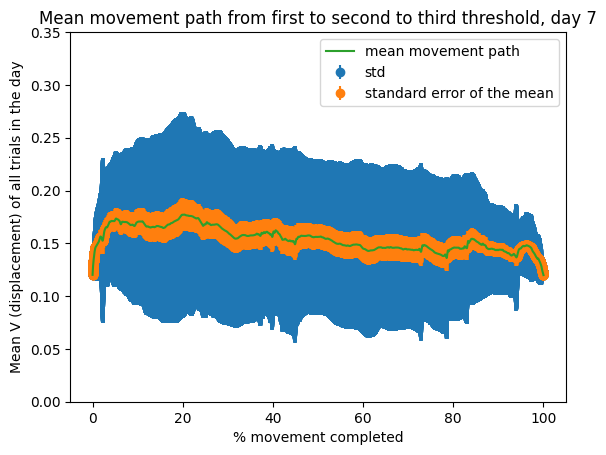 Mean movement path from first to second to third threshold, day 7
0.35
0.30
0.25
0.20
0.15
0.10
0.05
0.00
Mean V (displacement) of all trials in the day
mean movement path
std
standard error of the mean
0
20
40
60
80
100
% movement completed